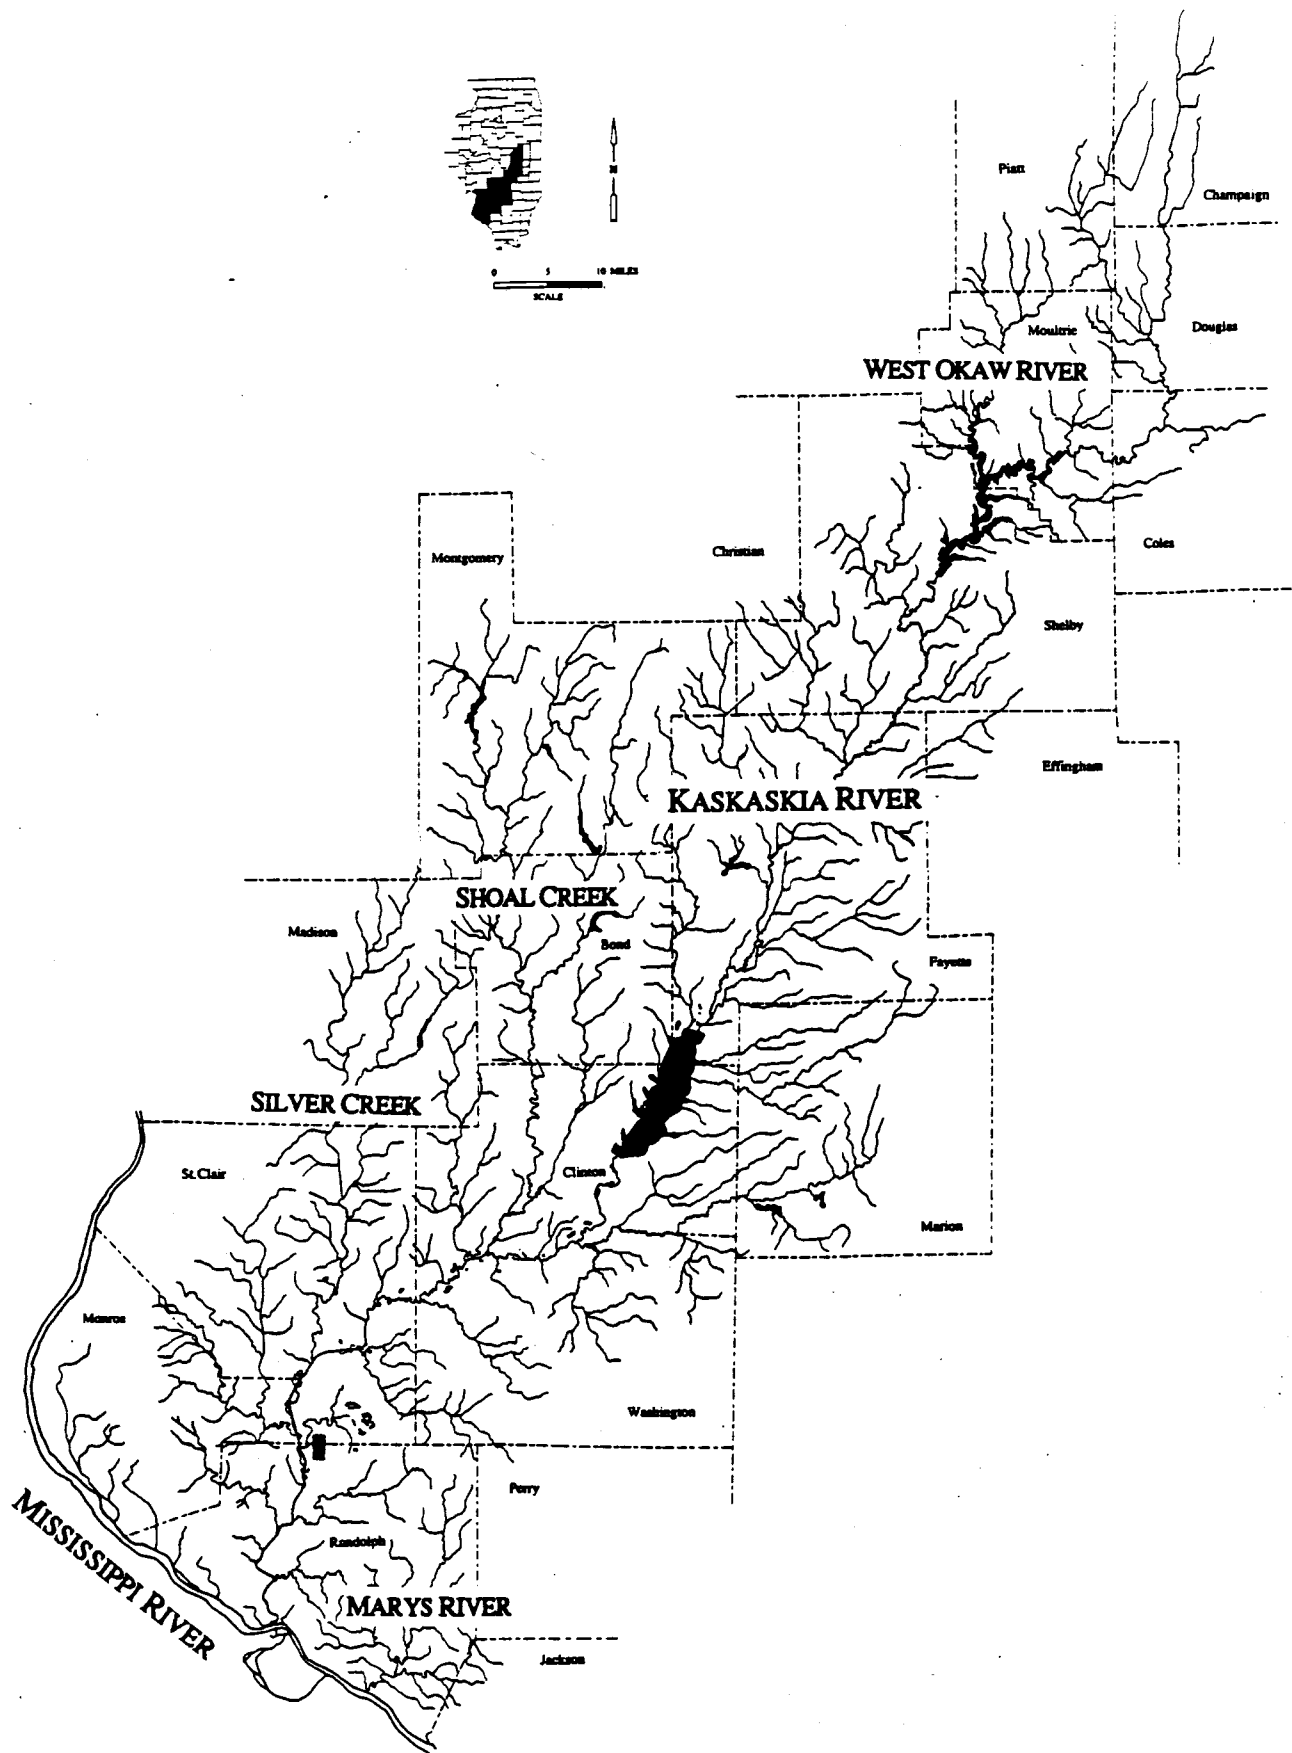 Piatt
Champaign
N
0 5 10 MILES
SCALE
Moultrie
Douglas
WEST OKAW RIVER
Montgomery
Christian
Coles
Shelby
Effingham
KASKASKIA RIVER
SHOAL CREEK
Madison
Bond
Fayette
SILVER CREEK
St. Clair
Clinton
Marion
Monroe
Washington
Perry
MISSISSIPPI RIVER
Randolph
MARYS RIVER
Jackson